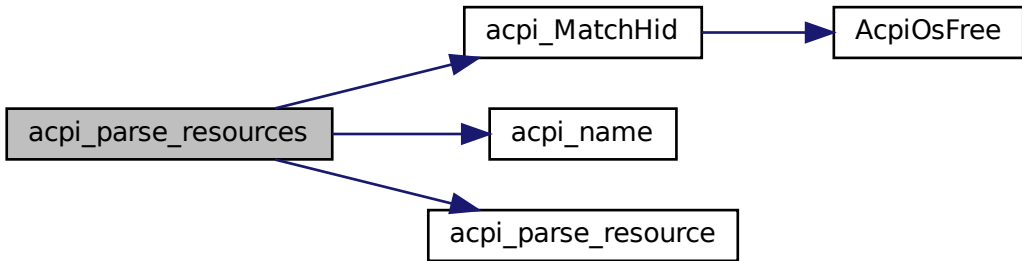 acpi_MatchHid
AcpiOsFree
acpi_parse_resources
acpi_name
acpi_parse_resource